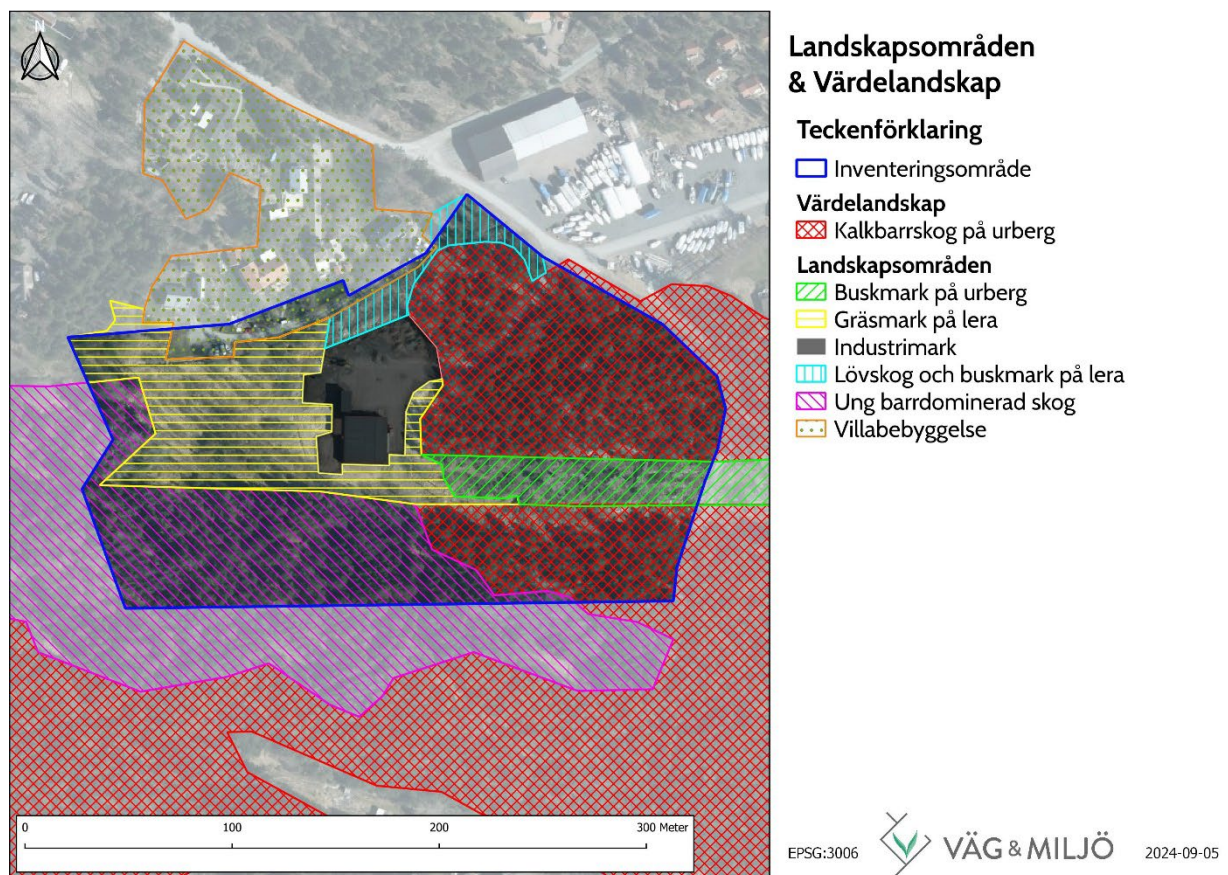 N
Landskapsområden
& Värdelandskap
Teckenförklaring
Inventeringsområde
Värdelandskap
Kalkbarrskog på urberg
Landskapsområden
Buskmark på urberg
Gräsmark på lera
Industrimark
Lövskog och buskmark på lera
Ung barrdominerad skog
Villabebyggelse
0 100 200 300 Meter
EPSG:3006 VÄG & MILJÖ 2024-09-05